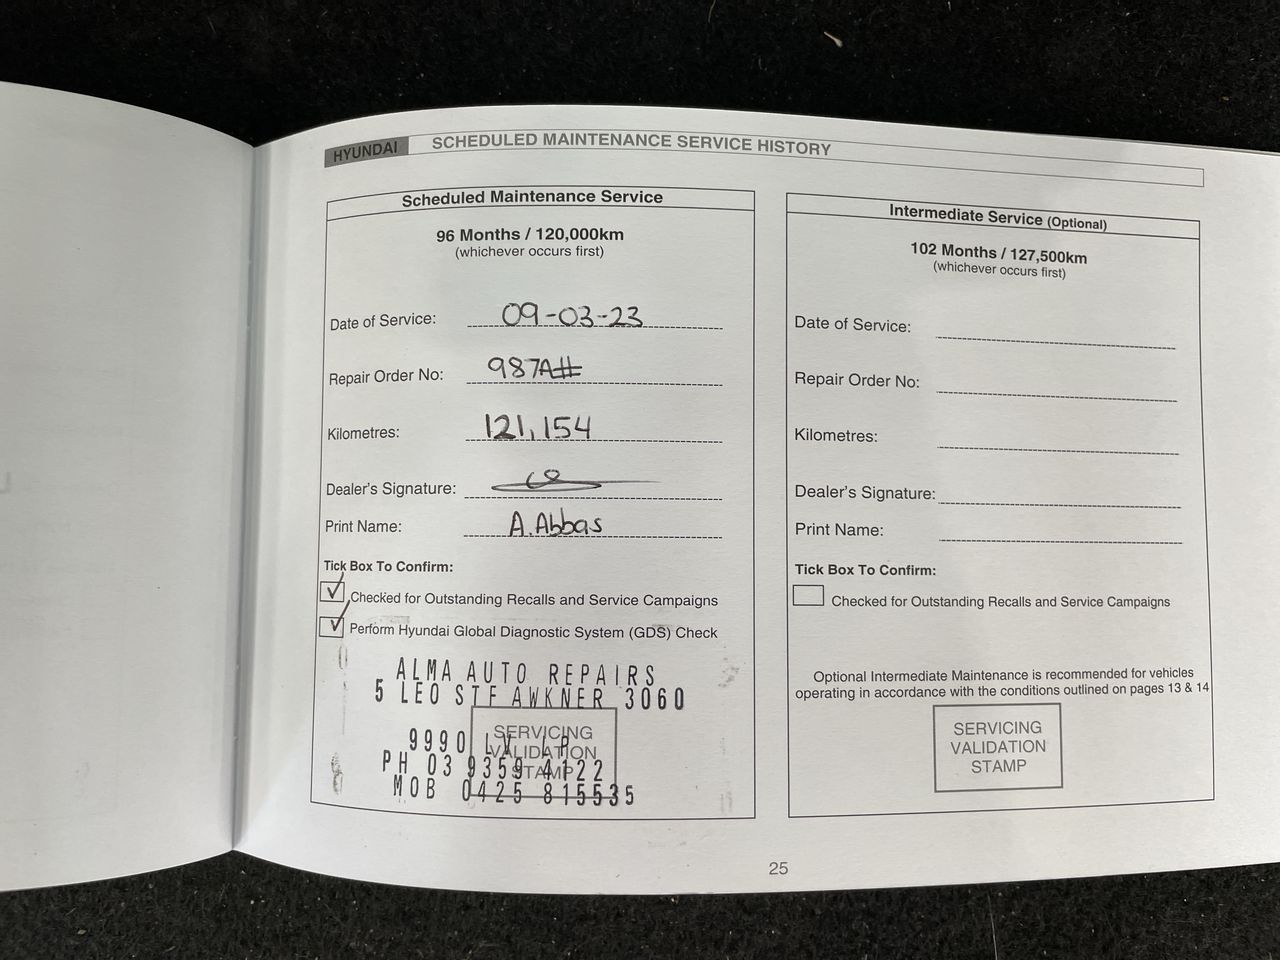 HYUNDAI SCHEDULED MAINTENANCE SERVICE HISTORY
Scheduled Maintenance Service
96 Months / 120,000km
(whichever occurs first)
Date of Service: 09-03-23
Repair Order No: 987A#
Kilometres: 121,154
Dealer's Signature:
Print Name: A.Abbas
Tick Box To Confirm:
Checked for Outstanding Recalls and Service Campaigns
Perform Hyundai Global Diagnostic System (GDS) Check
ALMA AUTO REPAIRS
5 LEO ST FAWKNER 3060
SERVICING
VALIDATION
STAMP
9990
PH 03 9359 4122
MOB 0425 815535
Intermediate Service (Optional)
102 Months / 127,500km
(whichever occurs first)
Date of Service:
Repair Order No:
Kilometres:
Dealer's Signature:
Print Name:
Tick Box To Confirm:
Checked for Outstanding Recalls and Service Campaigns
Optional Intermediate Maintenance is recommended for vehicles
operating in accordance with the conditions outlined on pages 13 & 14
SERVICING
VALIDATION
STAMP
25